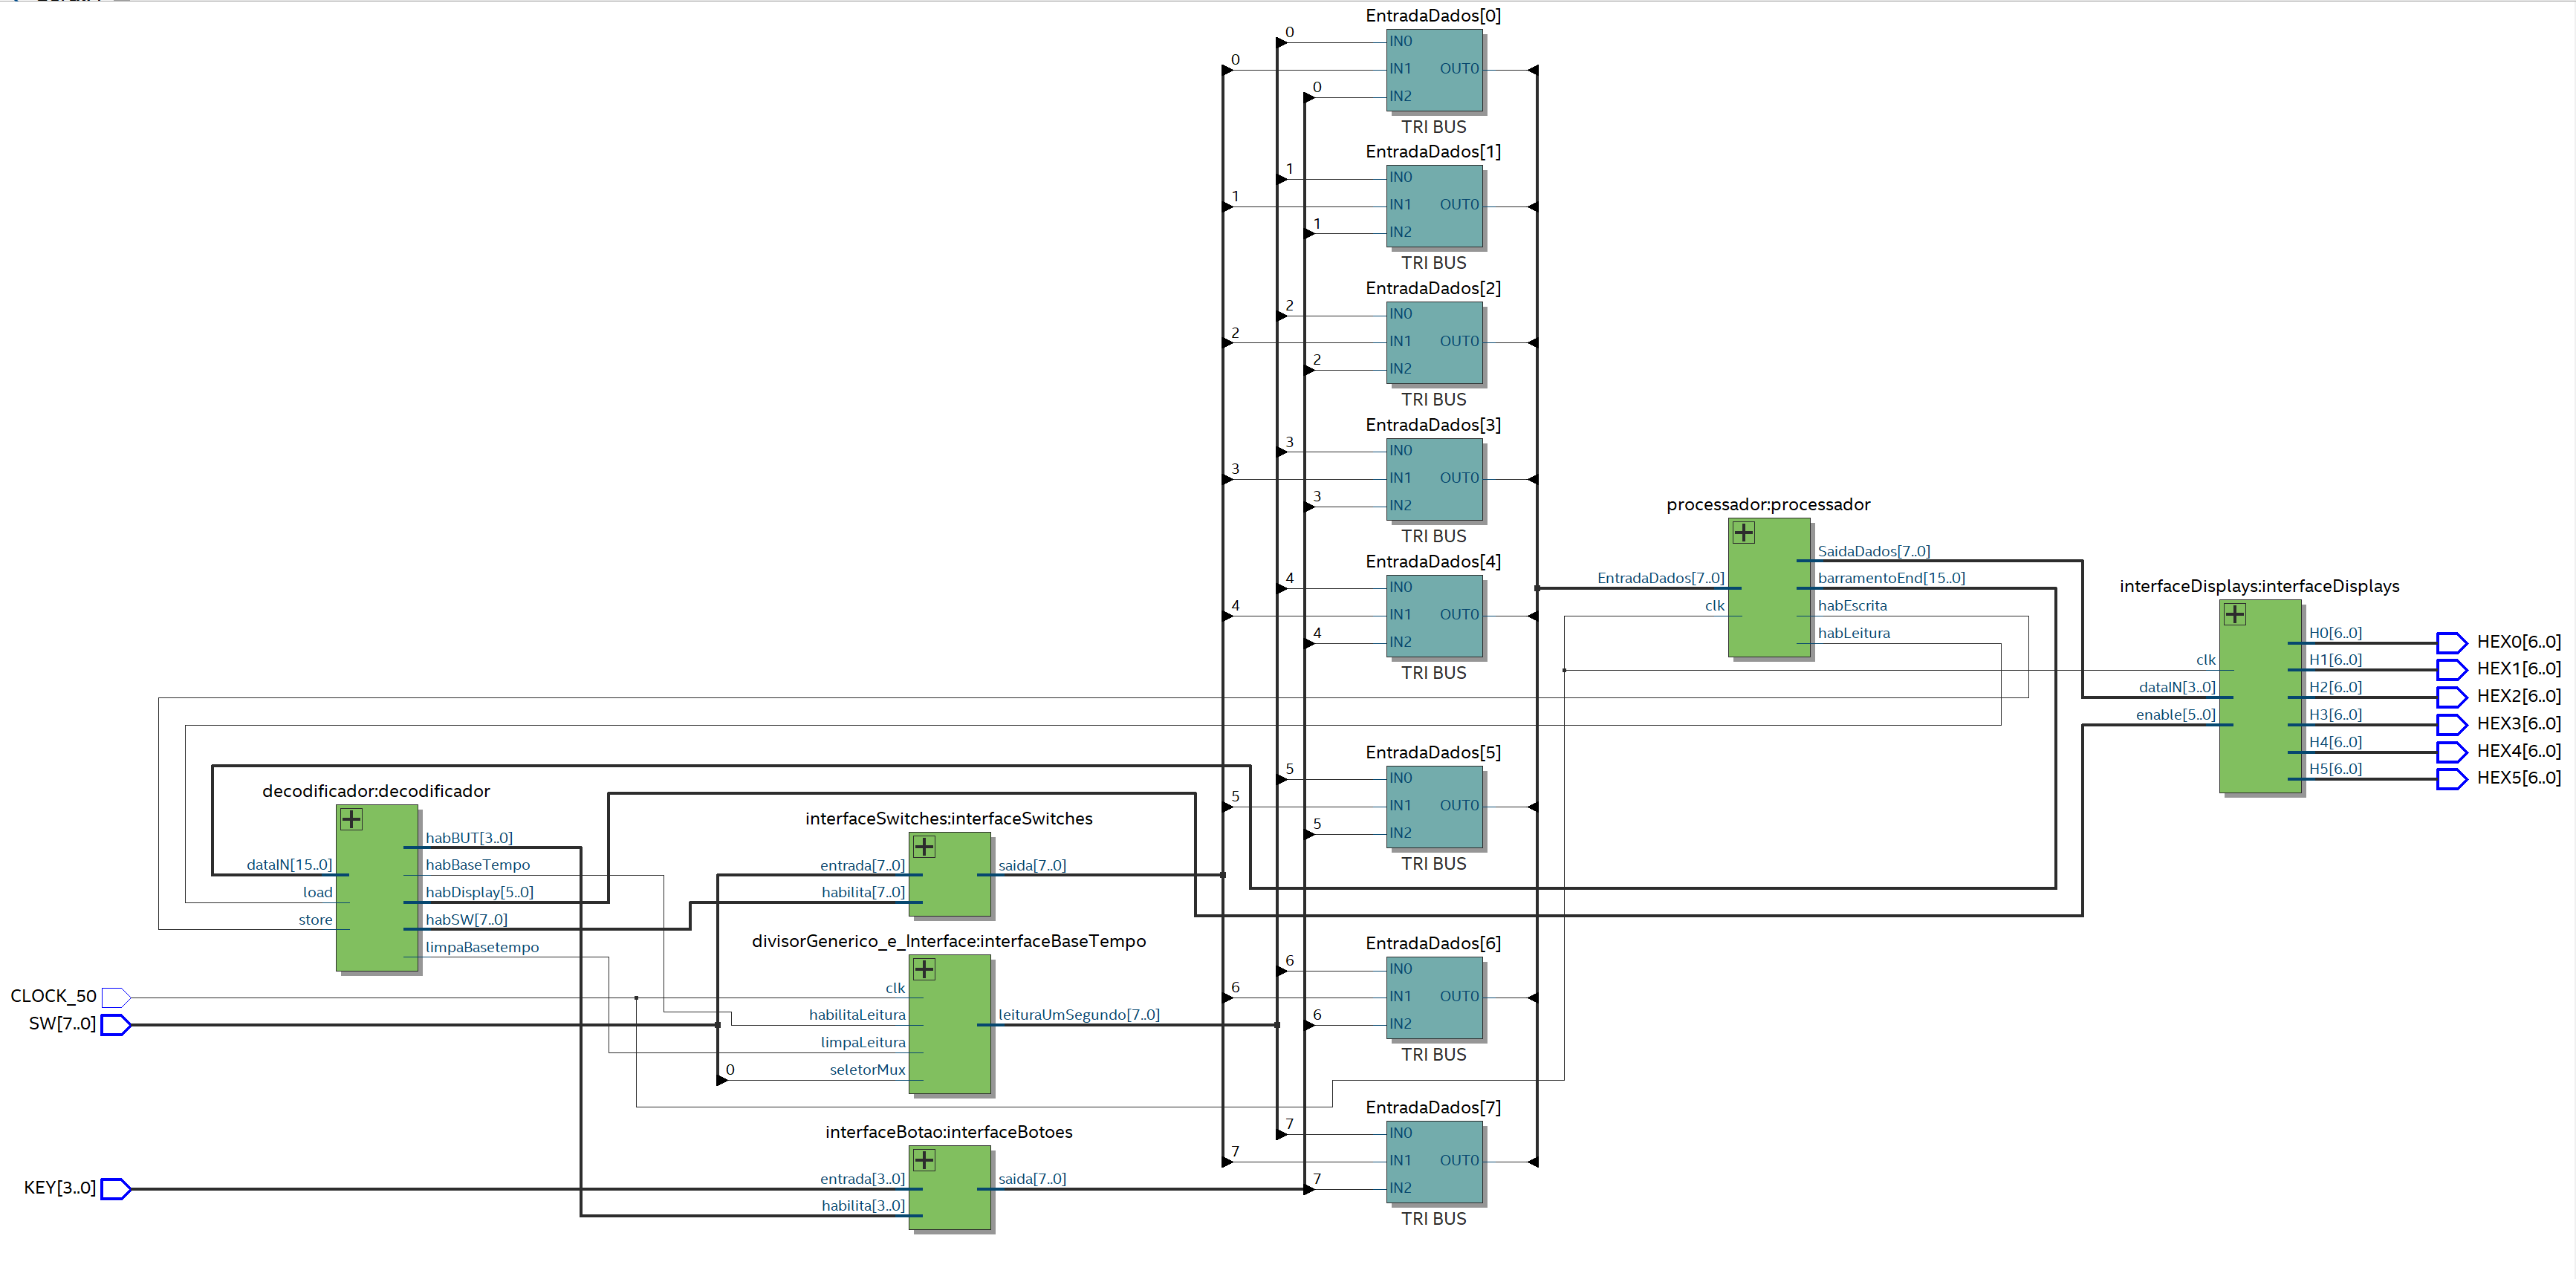 EntradaDados[0]
0
IN0
0
IN1
OUT0
0
IN2
TRI BUS
EntradaDados[1]
1
IN0
1
IN1
OUT0
1
IN2
TRI BUS
EntradaDados[2]
2
IN0
2
IN1
OUT0
2
IN2
TRI BUS
EntradaDados[3]
3
IN0
3
IN1
OUT0
3
IN2
TRI BUS
EntradaDados[4]
4
IN0
4
IN1
OUT0
4
IN2
TRI BUS
EntradaDados[5]
5
IN0
5
IN1
OUT0
5
IN2
TRI BUS
EntradaDados[6]
6
IN0
6
IN1
OUT0
6
IN2
TRI BUS
EntradaDados[7]
7
IN0
7
IN1
OUT0
7
IN2
TRI BUS
processador:processador
EntradaDados[7..0]
clk
SaidaDados[7..0]
barramentoEnd[15..0]
habEscrita
habLeitura
interfaceDisplays:interfaceDisplays
clk
dataIN[3..0]
enable[5..0]
H0[6..0]
H1[6..0]
H2[6..0]
H3[6..0]
H4[6..0]
H5[6..0]
HEX0[6..0]
HEX1[6..0]
HEX2[6..0]
HEX3[6..0]
HEX4[6..0]
HEX5[6..0]
decodificador:decodificador
dataIN[15..0]
load
store
habBUT[3..0]
habBaseTempo
habDisplay[5..0]
habSW[7..0]
limpaBasetempo
interfaceSwitches:interfaceSwitches
entrada[7..0]
habilita[7..0]
saida[7..0]
divisorGenerico_e_Interface:interfaceBaseTempo
clk
habilitaLeitura
limpaLeitura
0
seletorMux
leituraUmSegundo[7..0]
interfaceBotao:interfaceBotoes
entrada[3..0]
habilita[3..0]
saida[7..0]
CLOCK_50
SW[7..0]
KEY[3..0]